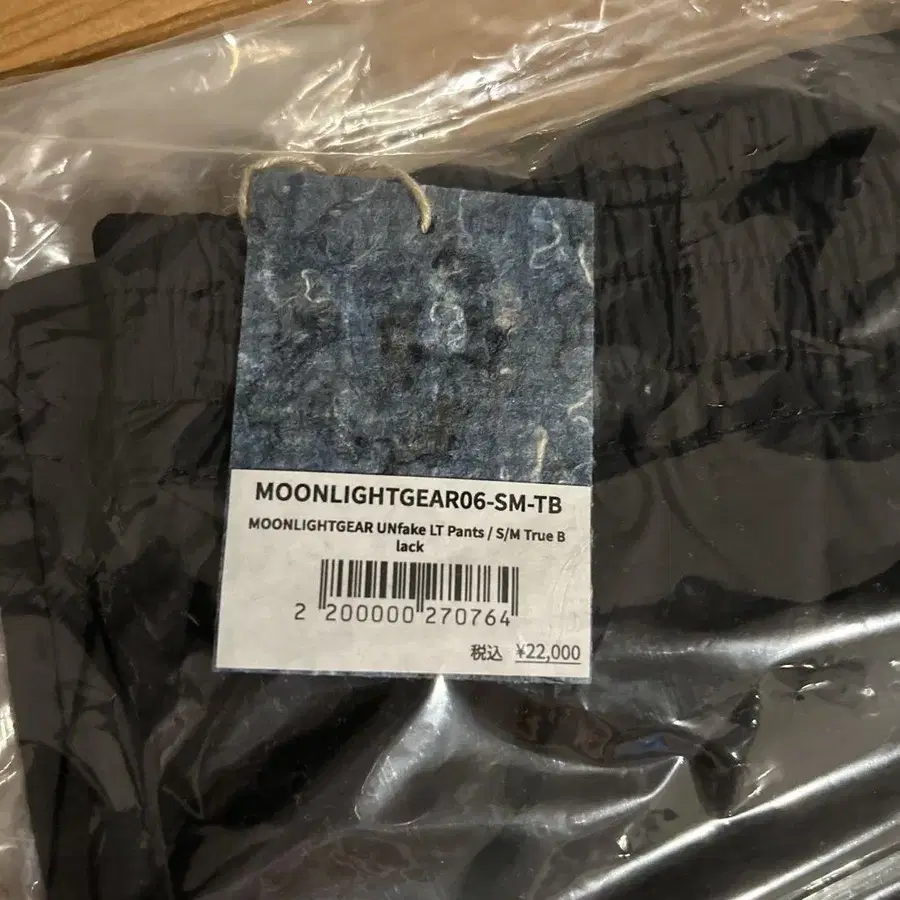 MOONLIGHTGEAR06-SM-TB
MOONLIGHTGEAR UNfake LT Pants / S/M True B
lack
2 200000 270764
税込 ¥22,000